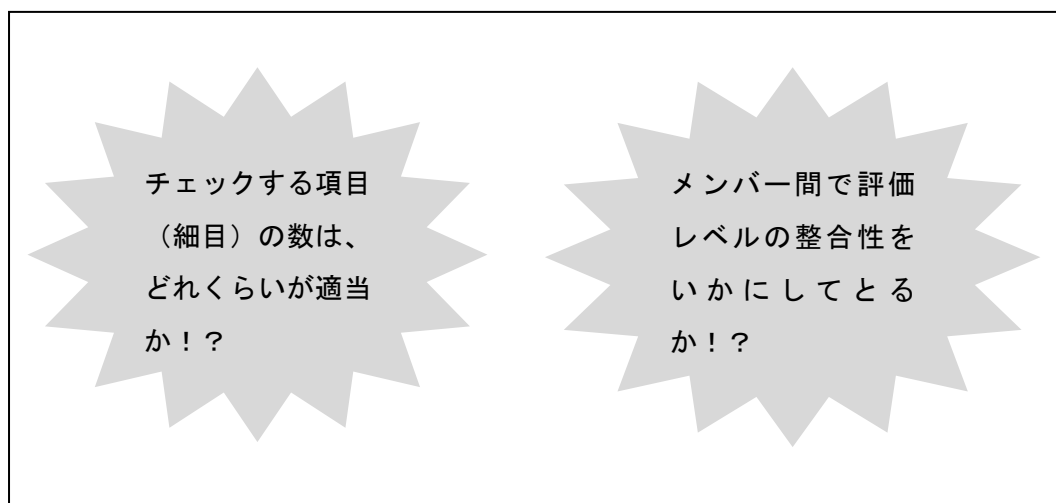 チェックする項目
（細目）の数は、
どれくらいが適当
か！？
メンバー間で評価
レベルの整合性を
いかにしてとる
か！？